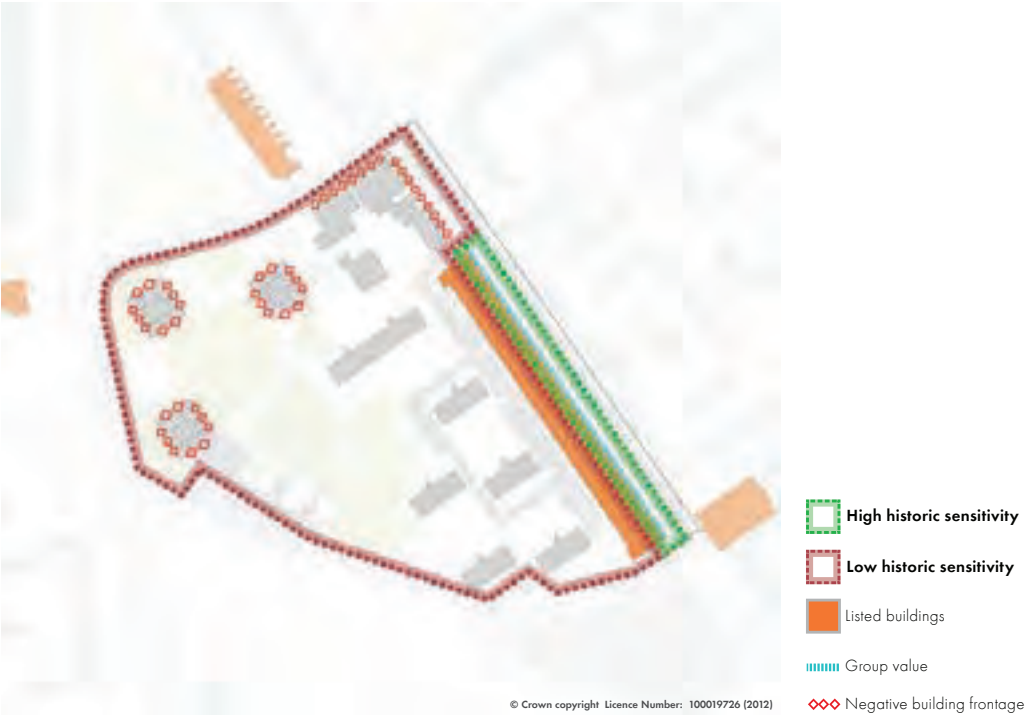 High historic sensitivity
Low historic sensitivity
Listed buildings
Group value
Negative building frontage
© Crown copyright Licence Number: 100019726 (2012)